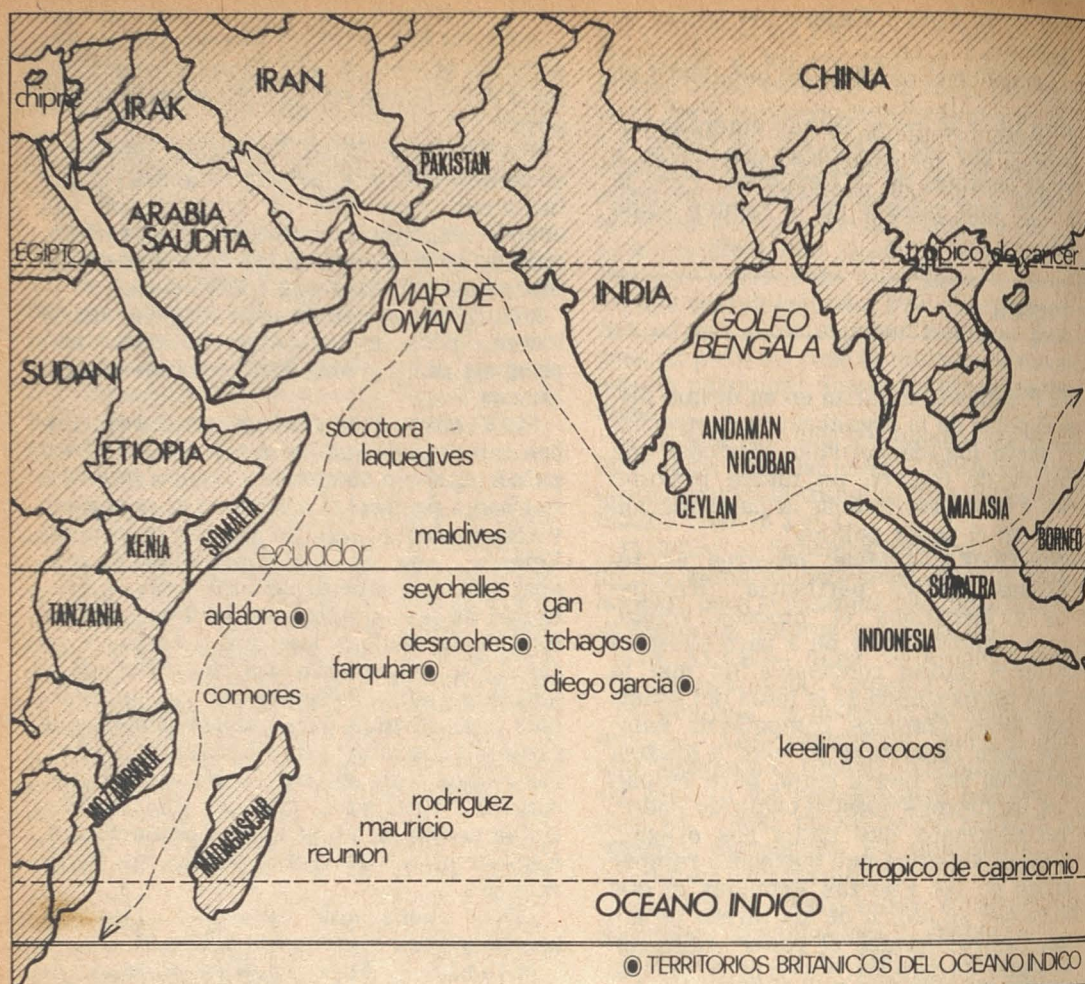 IRAN
CHINA
chipre
IRAK
PAKISTAN
ARABIA
SAUDITA
EGIPTO
tropico de cancer
MAR DE
OMAN
INDIA
GOLFO
BENGALA
SUDAN
ETIOPIA
socotora
laquedives
ANDAMAN
NICOBAR
CEYLAN
MALASIA
KENIA
SOMALIA
maldives
BORNEO
ecuador
seychelles
SUMATRA
TANZANIA
aldabra
gan
desroches
tchagos
INDONESIA
farquhar
diego garcia
comores
keeling o cocos
MOZAMBIQUE
MADAGASCAR
rodriguez
mauricio
reunion
tropico de capricornio
OCEANO INDICO
TERRITORIOS BRITANICOS DEL OCEANO INDICO